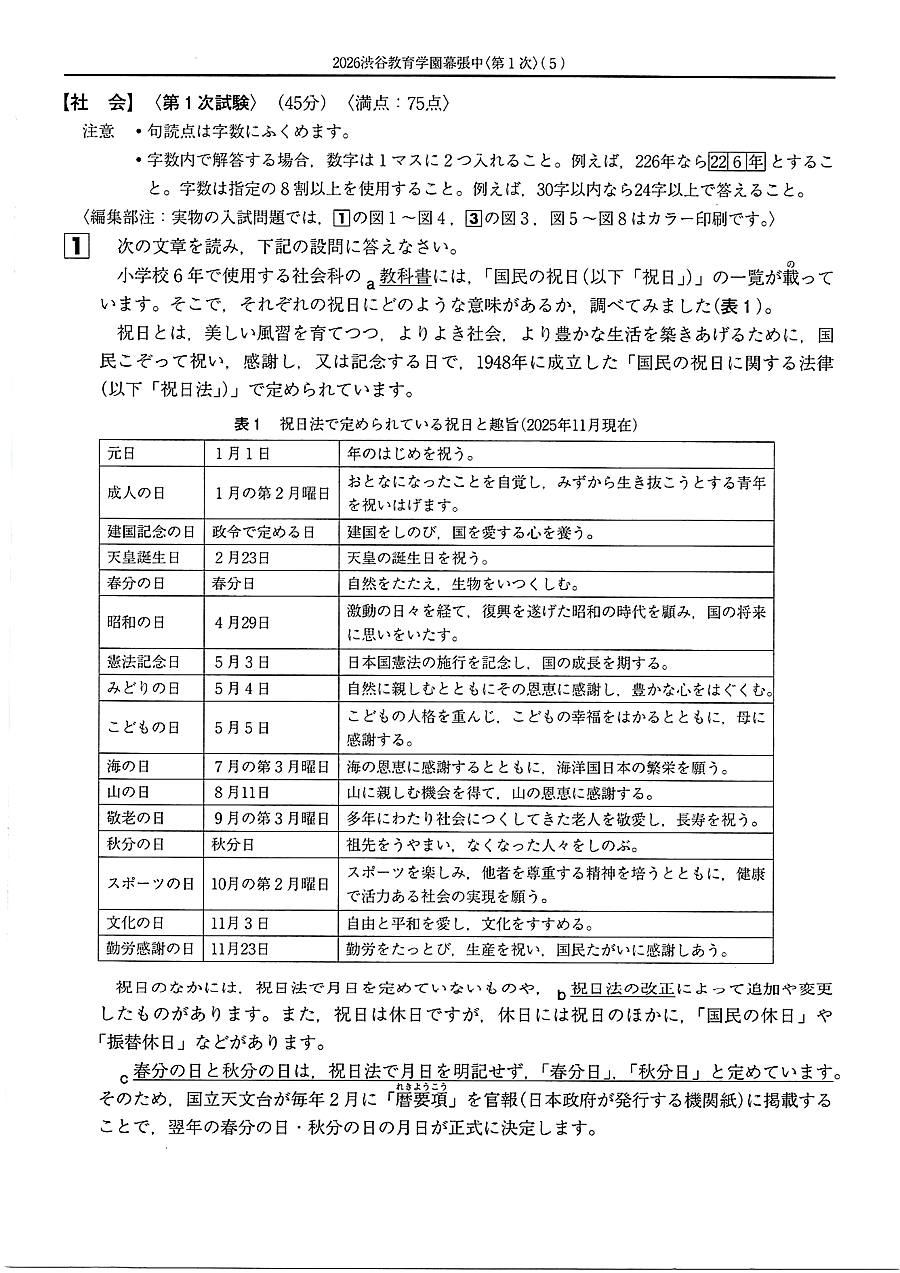 2026渋谷教育学園幕張中〈第1次〉(5)
【社 会】〈第1次試験〉(45分)〈満点:75点〉
注意 ・句読点は字数にふくめます。
・字数内で解答する場合,数字は1マスに2つ入れること。例えば,226年なら22 6 年とするこ
と。字数は指定の8割以上を使用すること。例えば,30字以内なら24字以上で答えること。
〈編集部注:実物の入試問題では,1の図1〜図4,3の図3,図5〜図8はカラー印刷です。〉
1 次の文章を読み,下記の設問に答えなさい。
小学校6年で使用する社会科のa教科書には,「国民の祝日(以下「祝日」)」の一覧が載って
の
います。そこで,それぞれの祝日にどのような意味があるか,調べてみました(表1)。
祝日とは,美しい風習を育てつつ,よりよき社会,より豊かな生活を築きあげるために,国
民こぞって祝い,感謝し,又は記念する日で,1948年に成立した「国民の祝日に関する法律
(以下「祝日法」)」で定められています。
表1 祝日法で定められている祝日と趣旨(2025年11月現在)
元日 1月1日 年のはじめを祝う。
成人の日 1月の第2月曜日 おとなになったことを自覚し,みずから生き抜こうとする青年
を祝いはげます。
建国記念の日 政令で定める日 建国をしのび,国を愛する心を養う。
天皇誕生日 2月23日 天皇の誕生日を祝う。
春分の日 春分日 自然をたたえ,生物をいつくしむ。
昭和の日 4月29日 激動の日々を経て,復興を遂げた昭和の時代を顧み,国の将来
に思いをいたす。
憲法記念日 5月3日 日本国憲法の施行を記念し,国の成長を期する。
みどりの日 5月4日 自然に親しむとともにその恩恵に感謝し,豊かな心をはぐくむ。
こどもの日 5月5日 こどもの人格を重んじ,こどもの幸福をはかるとともに,母に
感謝する。
海の日 7月の第3月曜日 海の恩恵に感謝するとともに,海洋国日本の繁栄を願う。
山の日 8月11日 山に親しむ機会を得て,山の恩恵に感謝する。
敬老の日 9月の第3月曜日 多年にわたり社会につくしてきた老人を敬愛し,長寿を祝う。
秋分の日 秋分日 祖先をうやまい,なくなった人々をしのぶ。
スポーツの日 10月の第2月曜日 スポーツを楽しみ,他者を尊重する精神を培うとともに,健康
で活力ある社会の実現を願う。
文化の日 11月3日 自由と平和を愛し,文化をすすめる。
勤労感謝の日 11月23日 勤労をたっとび,生産を祝い,国民たがいに感謝しあう。
祝日のなかには,祝日法で月日を定めていないものや,b祝日法の改正によって追加や変更
したものがあります。また,祝日は休日ですが,休日には祝日のほかに,「国民の休日」や
「振替休日」などがあります。
c春分の日と秋分の日は,祝日法で月日を明記せず,「春分日」,「秋分日」と定めています。
れきようこう
そのため,国立天文台が毎年2月に「暦要項」を官報(日本政府が発行する機関紙)に掲載する
ことで,翌年の春分の日・秋分の日の月日が正式に決定します。